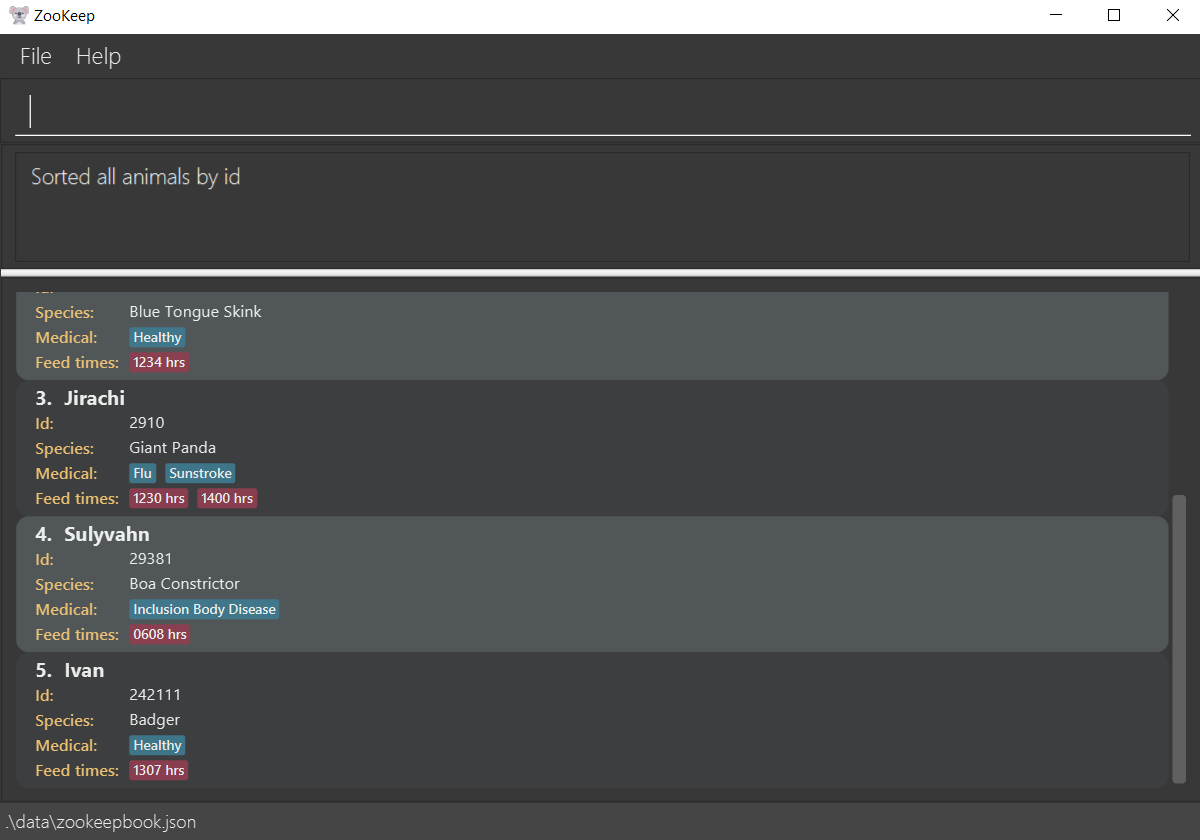 ZooKeep
File Help
Sorted all animals by id
Species: Blue Tongue Skink
Medical: Healthy
Feed times: 1234 hrs
3. Jirachi
Id: 2910
Species: Giant Panda
Medical: Flu Sunstroke
Feed times: 1230 hrs 1400 hrs
4. Sulyvahn
Id: 29381
Species: Boa Constrictor
Medical: Inclusion Body Disease
Feed times: 0608 hrs
5. Ivan
Id: 242111
Species: Badger
Medical: Healthy
Feed times: 1307 hrs
.\data\zookeepbook.json